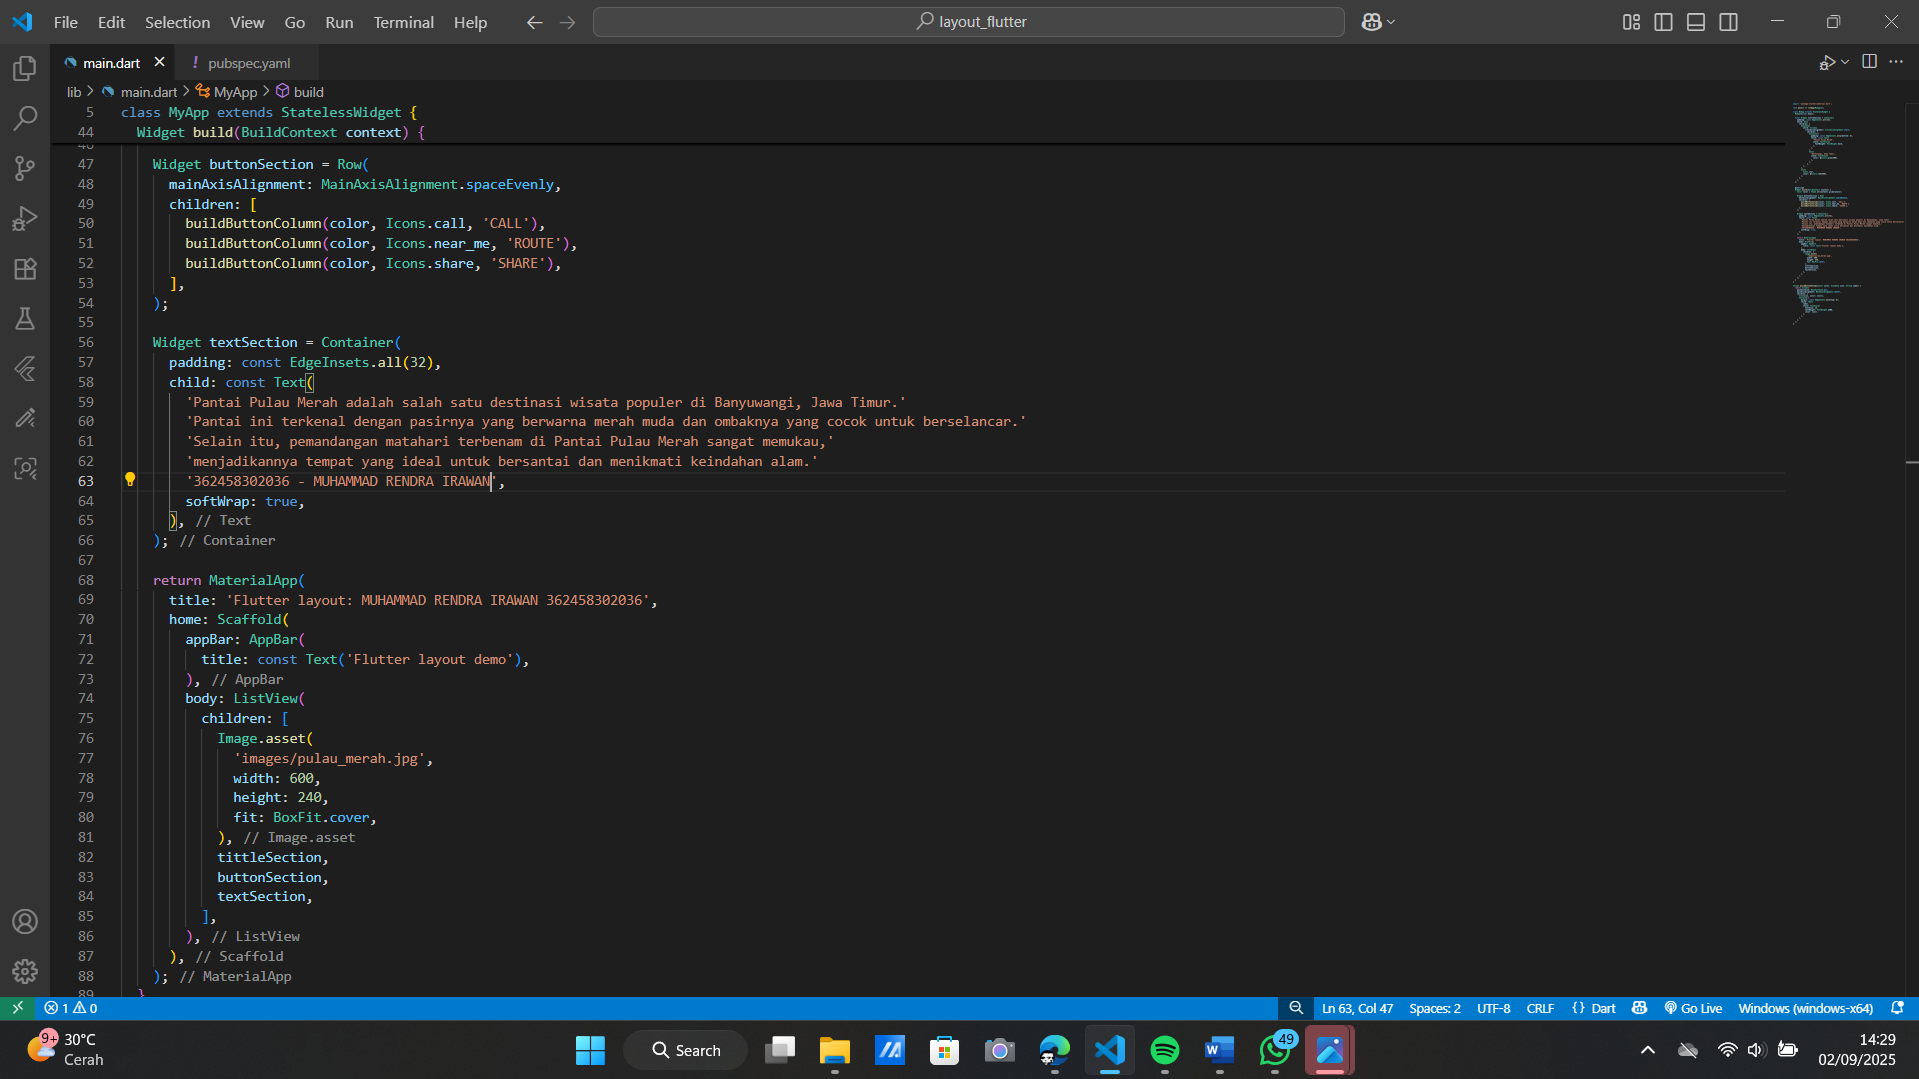 File Edit Selection View Go Run Terminal Help
layout_flutter
main.dart
! pubspec.yaml
lib > main.dart > MyApp > build
5 class MyApp extends StatelessWidget {
44 Widget build(BuildContext context) {
46
47 Widget buttonSection = Row(
48 mainAxisAlignment: MainAxisAlignment.spaceEvenly,
49 children: [
50 buildButtonColumn(color, Icons.call, 'CALL'),
51 buildButtonColumn(color, Icons.near_me, 'ROUTE'),
52 buildButtonColumn(color, Icons.share, 'SHARE'),
53 ],
54 );
55
56 Widget textSection = Container(
57 padding: const EdgeInsets.all(32),
58 child: const Text(
59 'Pantai Pulau Merah adalah salah satu destinasi wisata populer di Banyuwangi, Jawa Timur.'
60 'Pantai ini terkenal dengan pasirnya yang berwarna merah muda dan ombaknya yang cocok untuk berselancar.'
61 'Selain itu, pemandangan matahari terbenam di Pantai Pulau Merah sangat memukau,'
62 'menjadikannya tempat yang ideal untuk bersantai dan menikmati keindahan alam.'
63 '362458302036 - MUHAMMAD RENDRA IRAWAN',
64 softWrap: true,
65 ), // Text
66 ); // Container
67
68 return MaterialApp(
69 title: 'Flutter layout: MUHAMMAD RENDRA IRAWAN 362458302036',
70 home: Scaffold(
71 appBar: AppBar(
72 title: const Text('Flutter layout demo'),
73 ), // AppBar
74 body: ListView(
75 children: [
76 Image.asset(
77 'images/pulau_merah.jpg',
78 width: 600,
79 height: 240,
80 fit: BoxFit.cover,
81 ), // Image.asset
82 tittleSection,
83 buttonSection,
84 textSection,
85 ],
86 ), // ListView
87 ), // Scaffold
88 ); // MaterialApp
89 }
1 0
Ln 63, Col 47 Spaces: 2 UTF-8 CRLF {} Dart Go Live Windows (windows-x64)
9+
30°C
Cerah
Search
49
14:29
02/09/2025